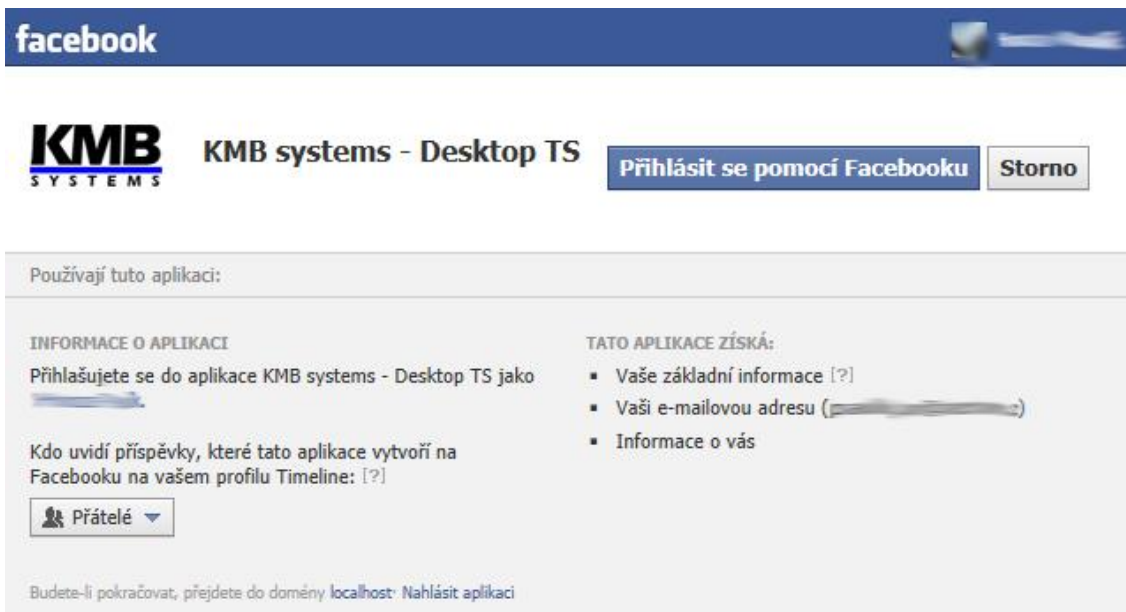 facebook
KMB
SYSTEMS
KMB systems - Desktop TS
Přihlásit se pomocí Facebooku
Storno
Používají tuto aplikaci:
INFORMACE O APLIKACI
Přihlašujete se do aplikace KMB systems - Desktop TS jako
Kdo uvidí příspěvky, které tato aplikace vytvoří na
Facebooku na vašem profilu Timeline: [?]
Přátelé
TATO APLIKACE ZÍSKÁ:
Vaše základní informace [?]
Vaši e-mailovou adresu ( )
Informace o vás
Budete-li pokračovat, přejdete do domény localhost· Nahlásit aplikaci